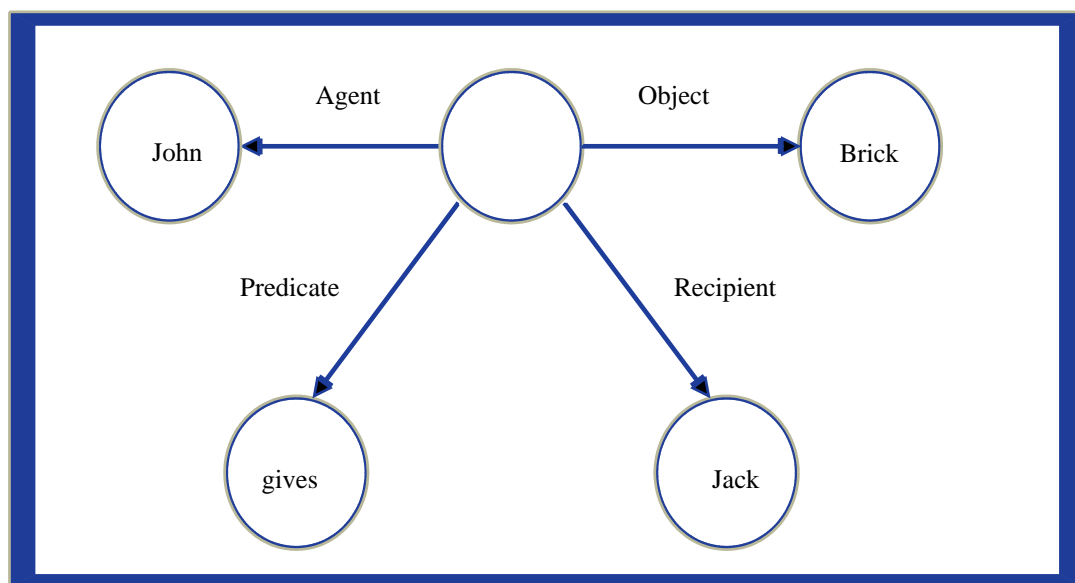 Agent
Object
John
Brick
Predicate
Recipient
gives
Jack